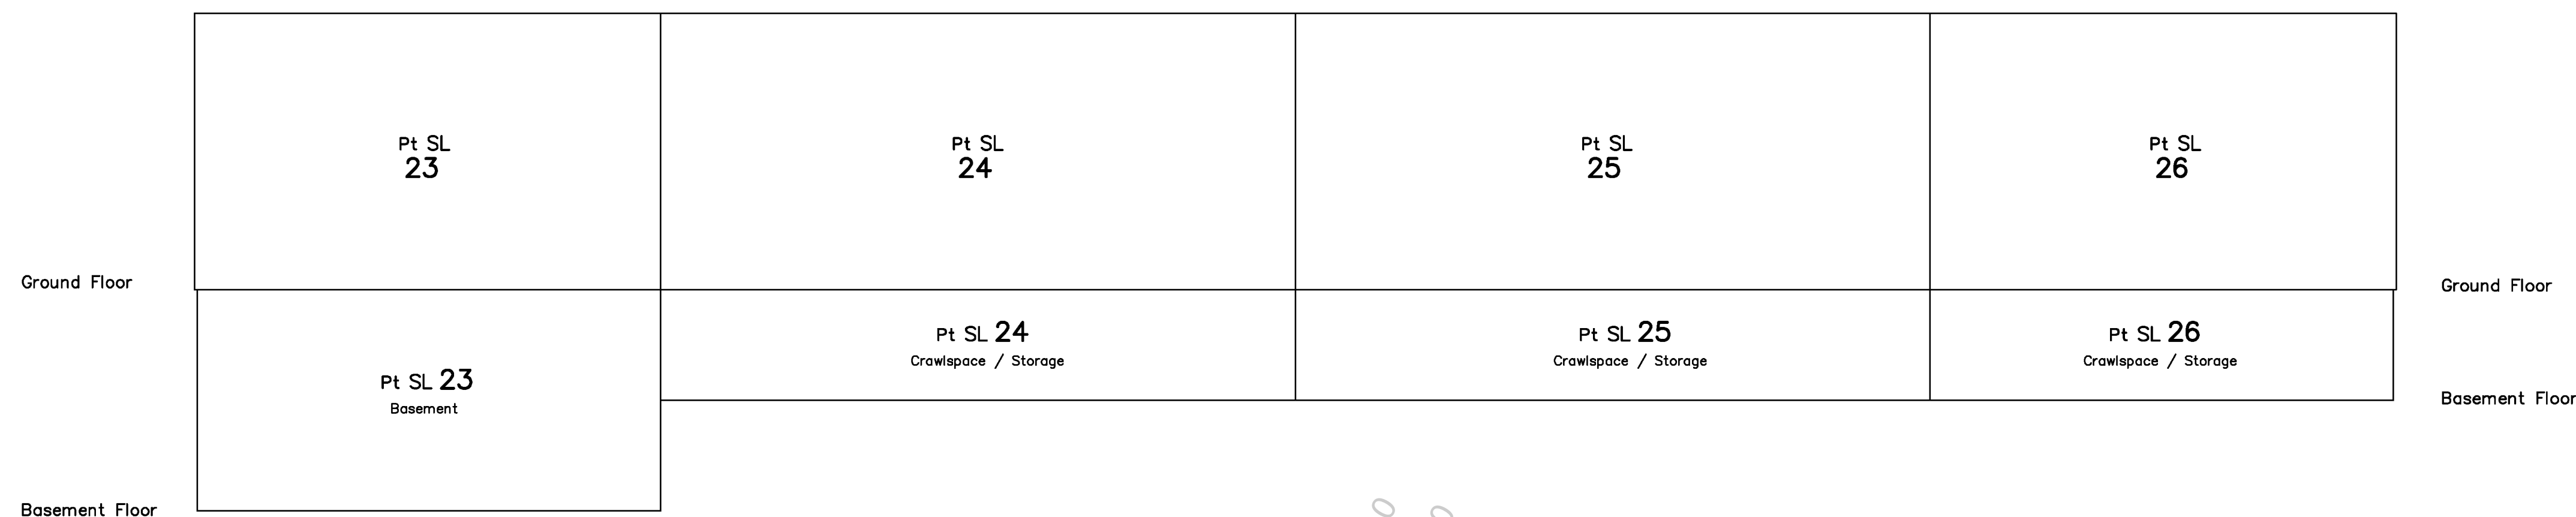 Pt SL
23
Pt SL
24
Pt SL
25
Pt SL
26
Ground Floor
Ground Floor
Pt SL 23
Basement
Pt SL 24
Crawlspace / Storage
Pt SL 25
Crawlspace / Storage
Pt SL 26
Crawlspace / Storage
Basement Floor
Basement Floor